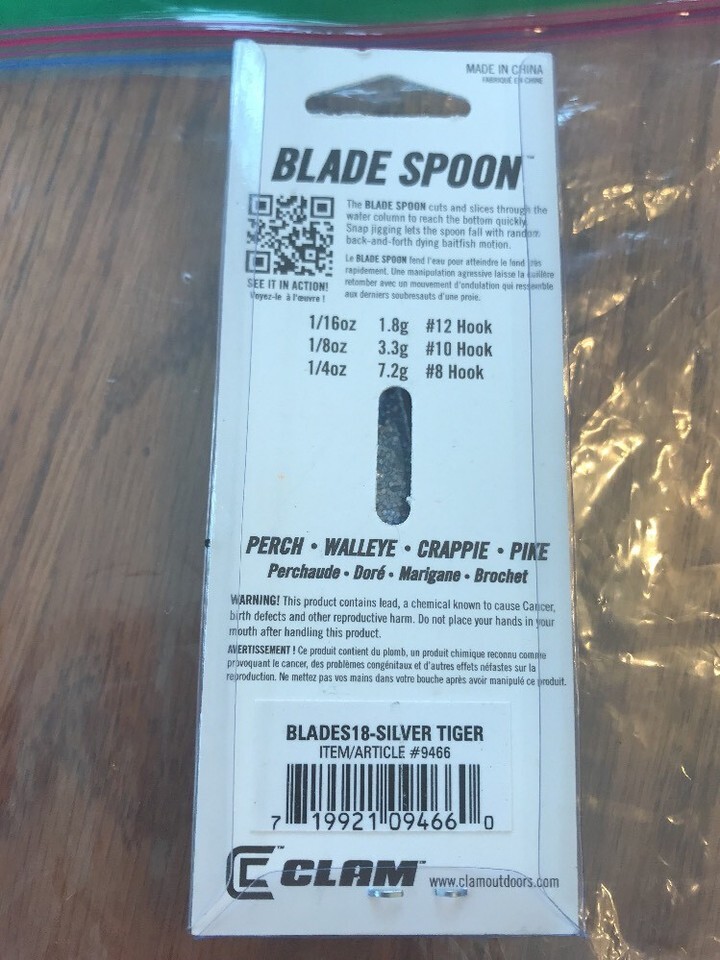 MADE IN CHINA
FABRIQUÉ EN CHINE
BLADE SPOON™
The BLADE SPOON cuts and slices through the
water column to reach the bottom quickly.
Snap jigging lets the spoon fall with random
back-and-forth dying baitfish motion.
Le BLADE SPOON fend l'eau pour atteindre le fond très
rapidement. Une manipulation agressive laisse la cuillère
retomber avec un mouvement d'ondulation qui ressemble
aux derniers soubresauts d'une proie.
SEE IT IN ACTION!
Voyez-le à l'œuvre !
1/16oz 1.8g #12 Hook
1/8oz 3.3g #10 Hook
1/4oz 7.2g #8 Hook
PERCH • WALLEYE • CRAPPIE • PIKE
Perchaude • Doré • Marigane • Brochet
WARNING! This product contains lead, a chemical known to cause Cancer,
birth defects and other reproductive harm. Do not place your hands in your
mouth after handling this product.
AVERTISSEMENT ! Ce produit contient du plomb, un produit chimique reconnu comme
provoquant le cancer, des problèmes congénitaux et d'autres effets néfastes sur la
reproduction. Ne mettez pas vos mains dans votre bouche après avoir manipulé ce produit.
BLADES18-SILVER TIGER
ITEM/ARTICLE #9466
7 19921 09466 0
CLAM™ www.clamoutdoors.com